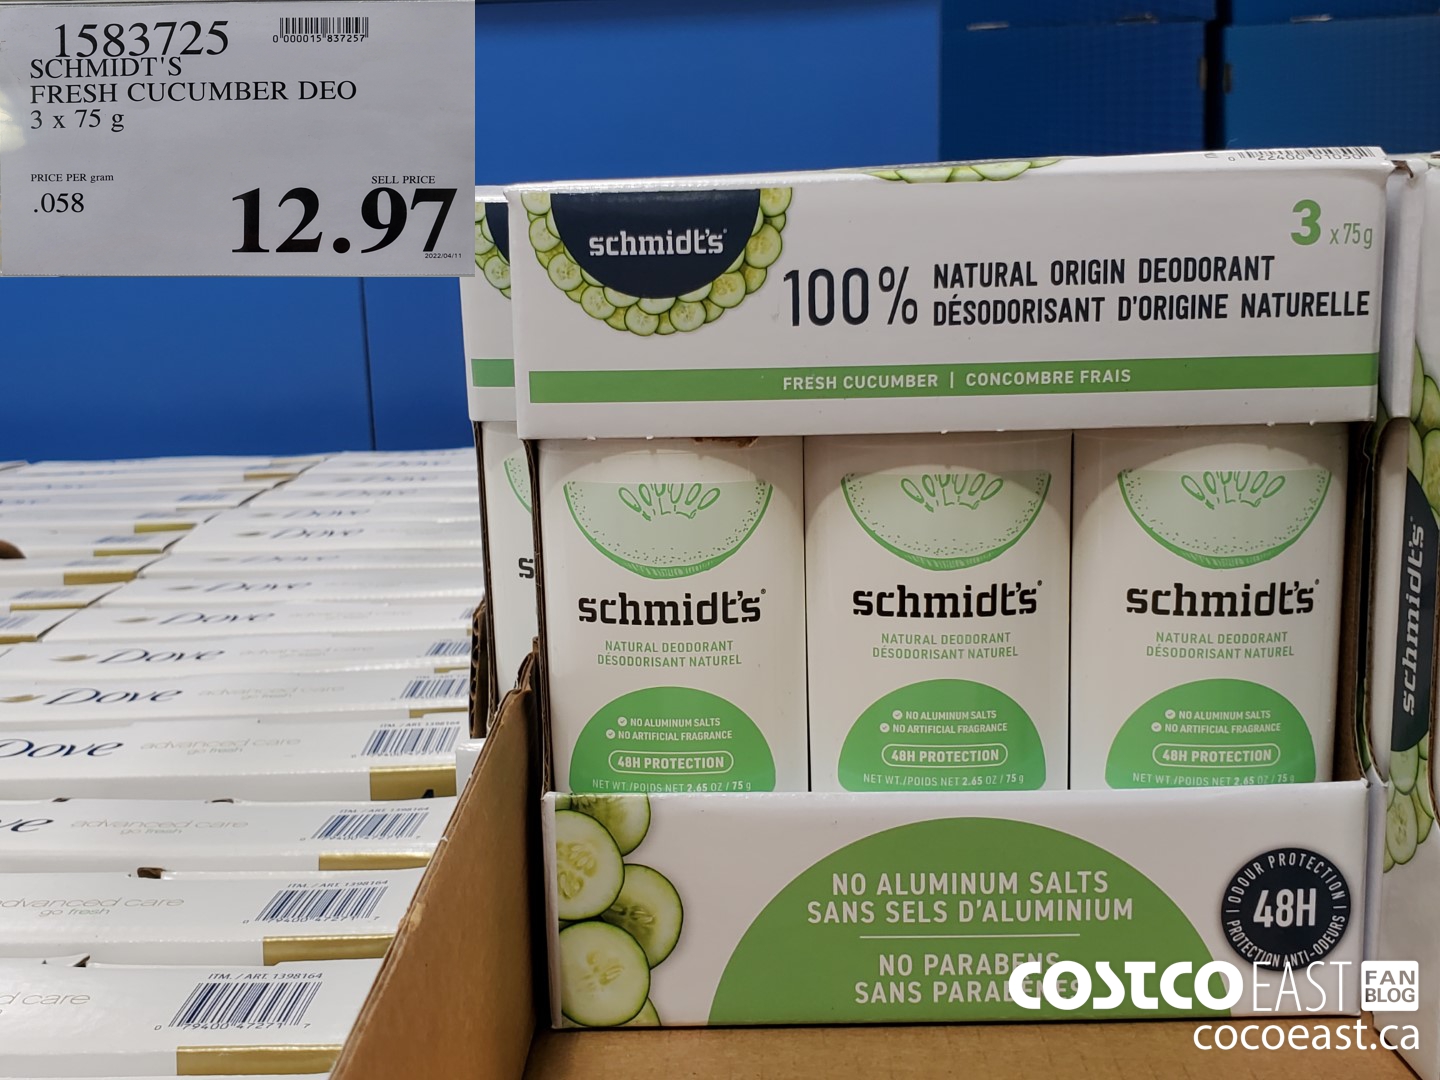 1583725
0 000015 837257
SCHMIDT'S
FRESH CUCUMBER DEO
3 x 75 g
PRICE PER gram
.058
SELL PRICE
12.97
2022/04/11
schmidt's
3 x 75g
100% NATURAL ORIGIN DEODORANT
DÉSODORISANT D'ORIGINE NATURELLE
FRESH CUCUMBER | CONCOMBRE FRAIS
schmidt's
NATURAL DEODORANT
DÉSODORISANT NATUREL
NO ALUMINUM SALTS
NO ARTIFICIAL FRAGRANCE
48H PROTECTION
NET WT./POIDS NET 2.65 OZ / 75 g
schmidt's
NATURAL DEODORANT
DÉSODORISANT NATUREL
NO ALUMINUM SALTS
NO ARTIFICIAL FRAGRANCE
48H PROTECTION
NET WT./POIDS NET 2.65 OZ / 75 g
schmidt's
NATURAL DEODORANT
DÉSODORISANT NATUREL
NO ALUMINUM SALTS
NO ARTIFICIAL FRAGRANCE
48H PROTECTION
NET WT./POIDS NET 2.65 OZ / 75 g
schmidt's
NO ALUMINUM SALTS
SANS SELS D'ALUMINIUM
NO PARABENS
SANS PARABÈNES
ODOUR PROTECTION
48H
PROTECTION ANTI-ODEURS
Dove
Dove
Dove
Dove
Dove
Dove advanced care
Dove advanced care
go fresh
advanced care
go fresh
ITM. / ART. 1398164
advanced care
go fresh
ITM. / ART. 1398164
care
ITM. / ART. 1398164
0 79400 47271 7
COSTCO EAST FAN
BLOG
cocoeast.ca